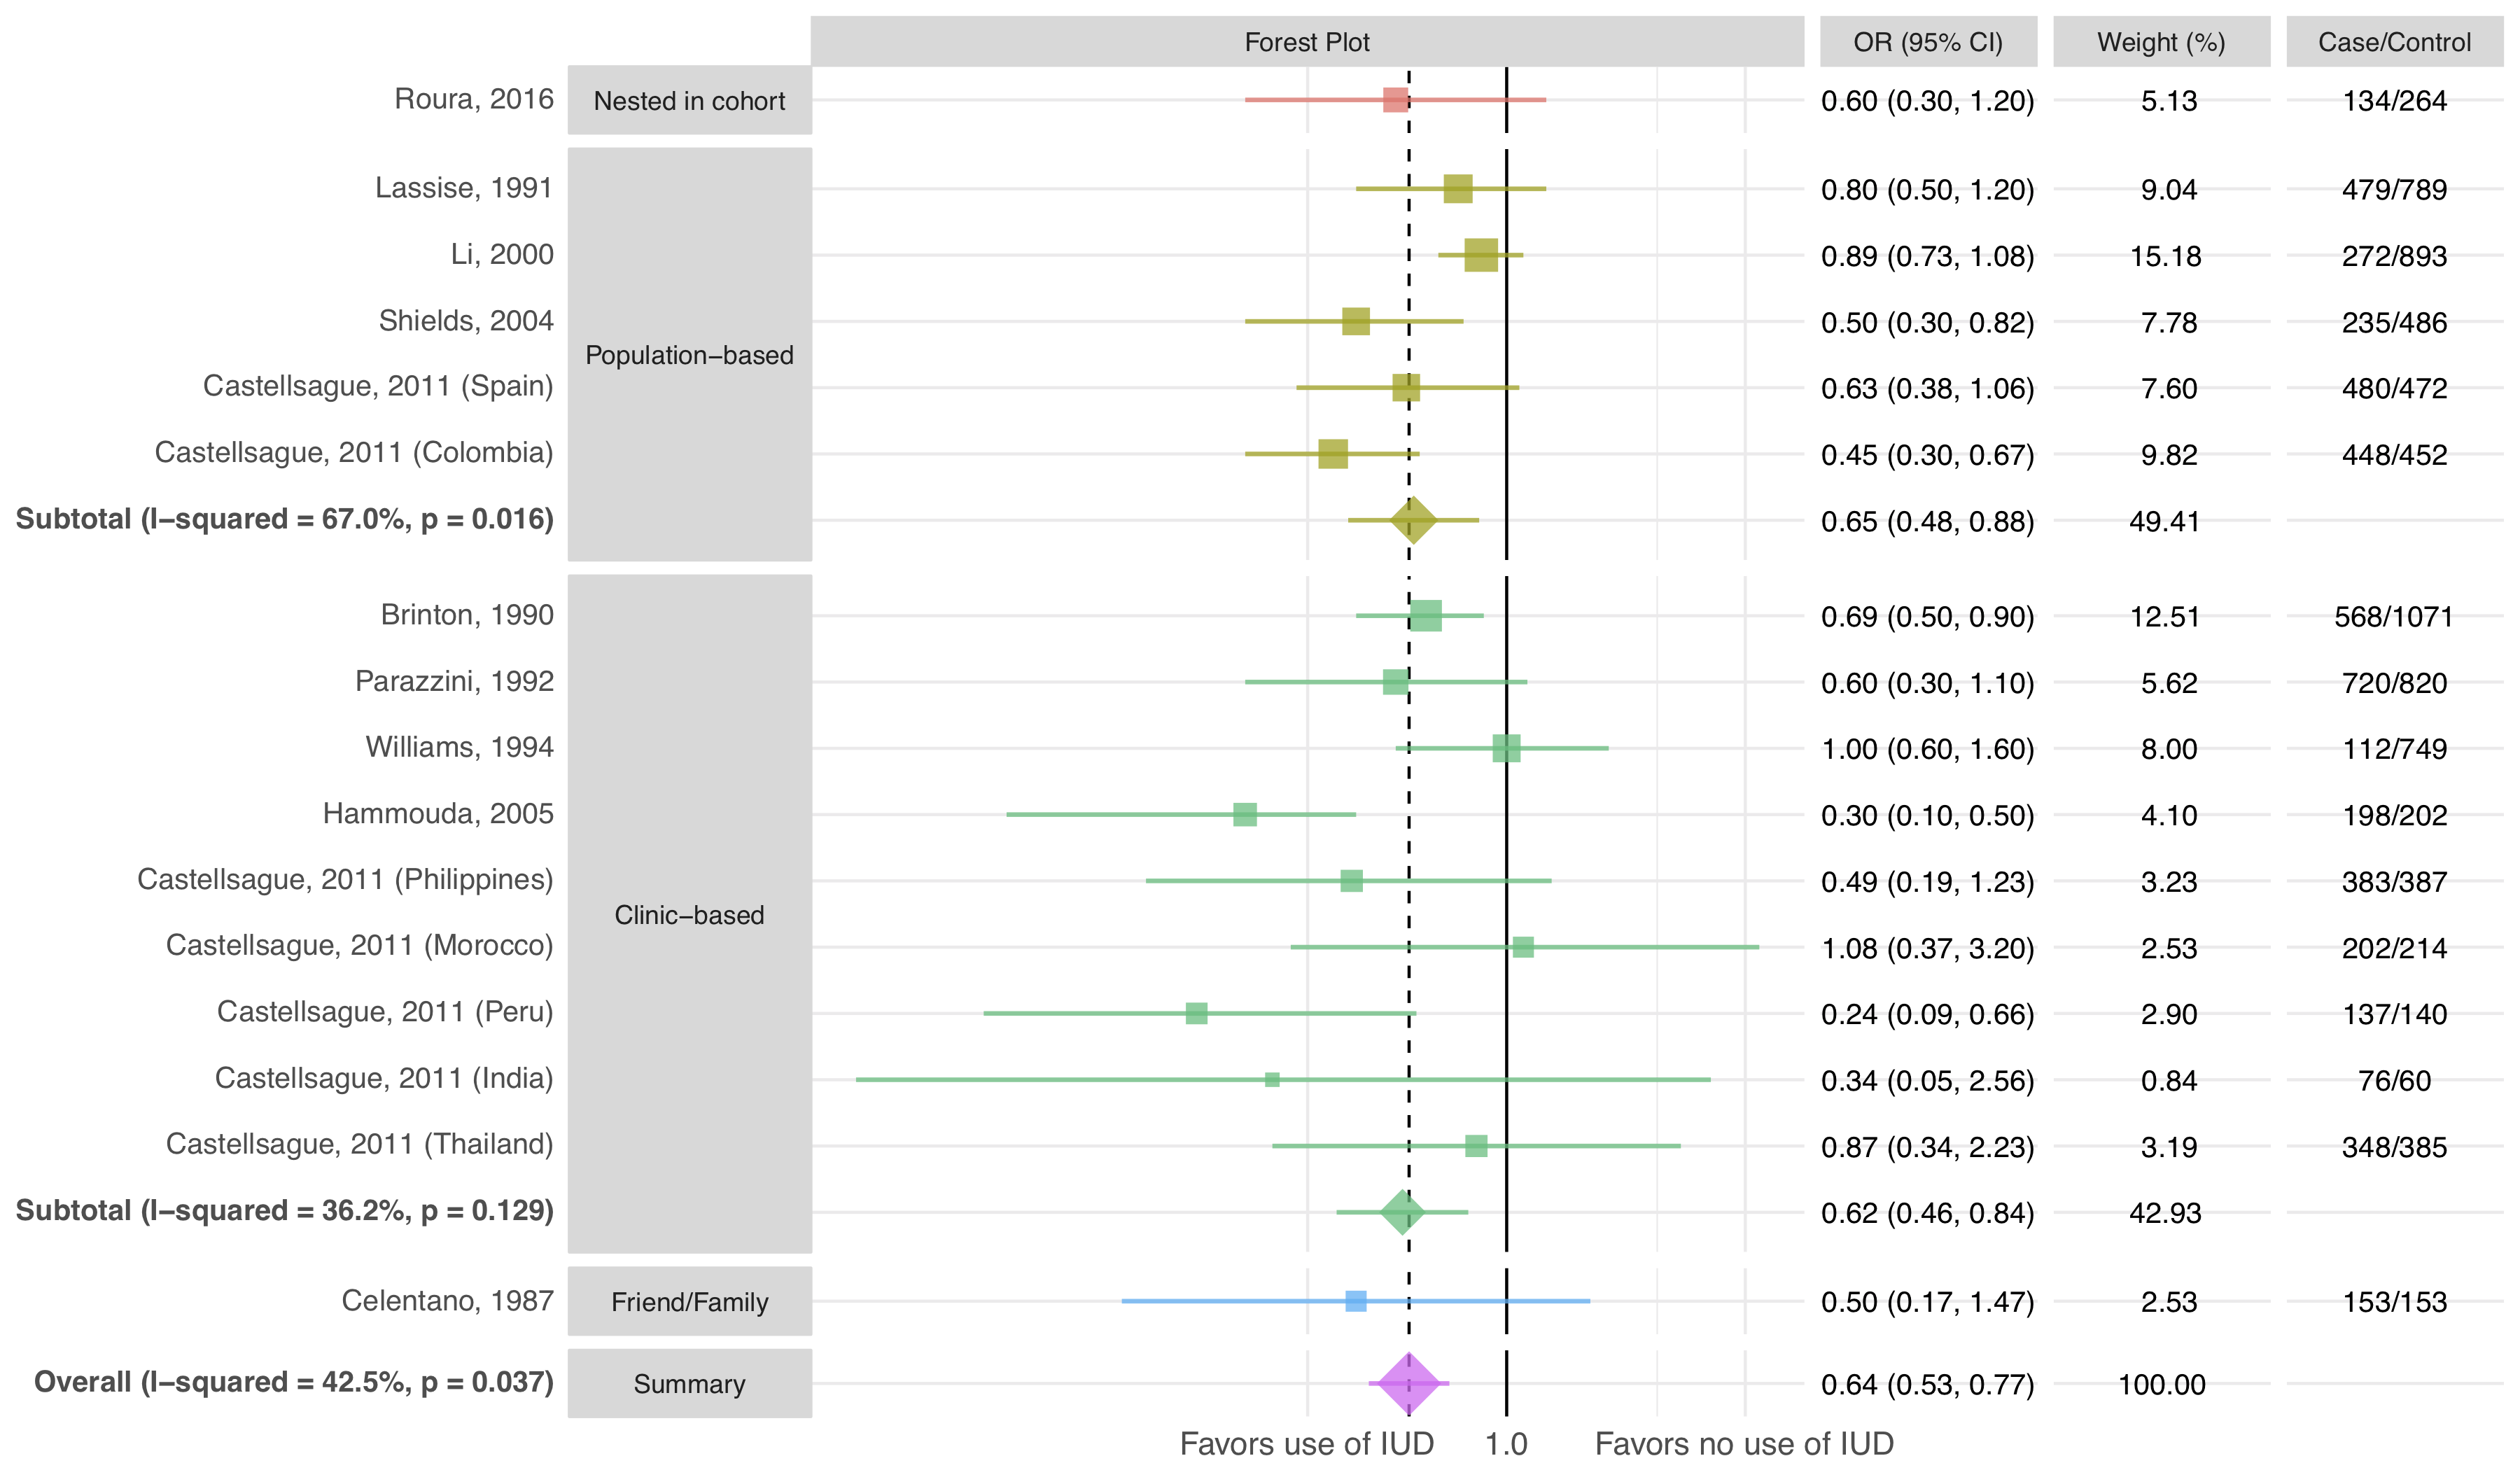 Forest Plot OR (95% CI) Weight (%) Case/Control
Roura, 2016 Nested in cohort 0.60 (0.30, 1.20) 5.13 134/264
Lassise, 1991 0.80 (0.50, 1.20) 9.04 479/789
Li, 2000 0.89 (0.73, 1.08) 15.18 272/893
Shields, 2004 0.50 (0.30, 0.82) 7.78 235/486
Population−based
Castellsague, 2011 (Spain) 0.63 (0.38, 1.06) 7.60 480/472
Castellsague, 2011 (Colombia) 0.45 (0.30, 0.67) 9.82 448/452
Subtotal (I−squared = 67.0%, p = 0.016) 0.65 (0.48, 0.88) 49.41
Brinton, 1990 0.69 (0.50, 0.90) 12.51 568/1071
Parazzini, 1992 0.60 (0.30, 1.10) 5.62 720/820
Williams, 1994 1.00 (0.60, 1.60) 8.00 112/749
Hammouda, 2005 0.30 (0.10, 0.50) 4.10 198/202
Castellsague, 2011 (Philippines) 0.49 (0.19, 1.23) 3.23 383/387
Clinic−based
Castellsague, 2011 (Morocco) 1.08 (0.37, 3.20) 2.53 202/214
Castellsague, 2011 (Peru) 0.24 (0.09, 0.66) 2.90 137/140
Castellsague, 2011 (India) 0.34 (0.05, 2.56) 0.84 76/60
Castellsague, 2011 (Thailand) 0.87 (0.34, 2.23) 3.19 348/385
Subtotal (I−squared = 36.2%, p = 0.129) 0.62 (0.46, 0.84) 42.93
Celentano, 1987 Friend/Family 0.50 (0.17, 1.47) 2.53 153/153
Overall (I−squared = 42.5%, p = 0.037) Summary 0.64 (0.53, 0.77) 100.00
Favors use of IUD 1.0 Favors no use of IUD